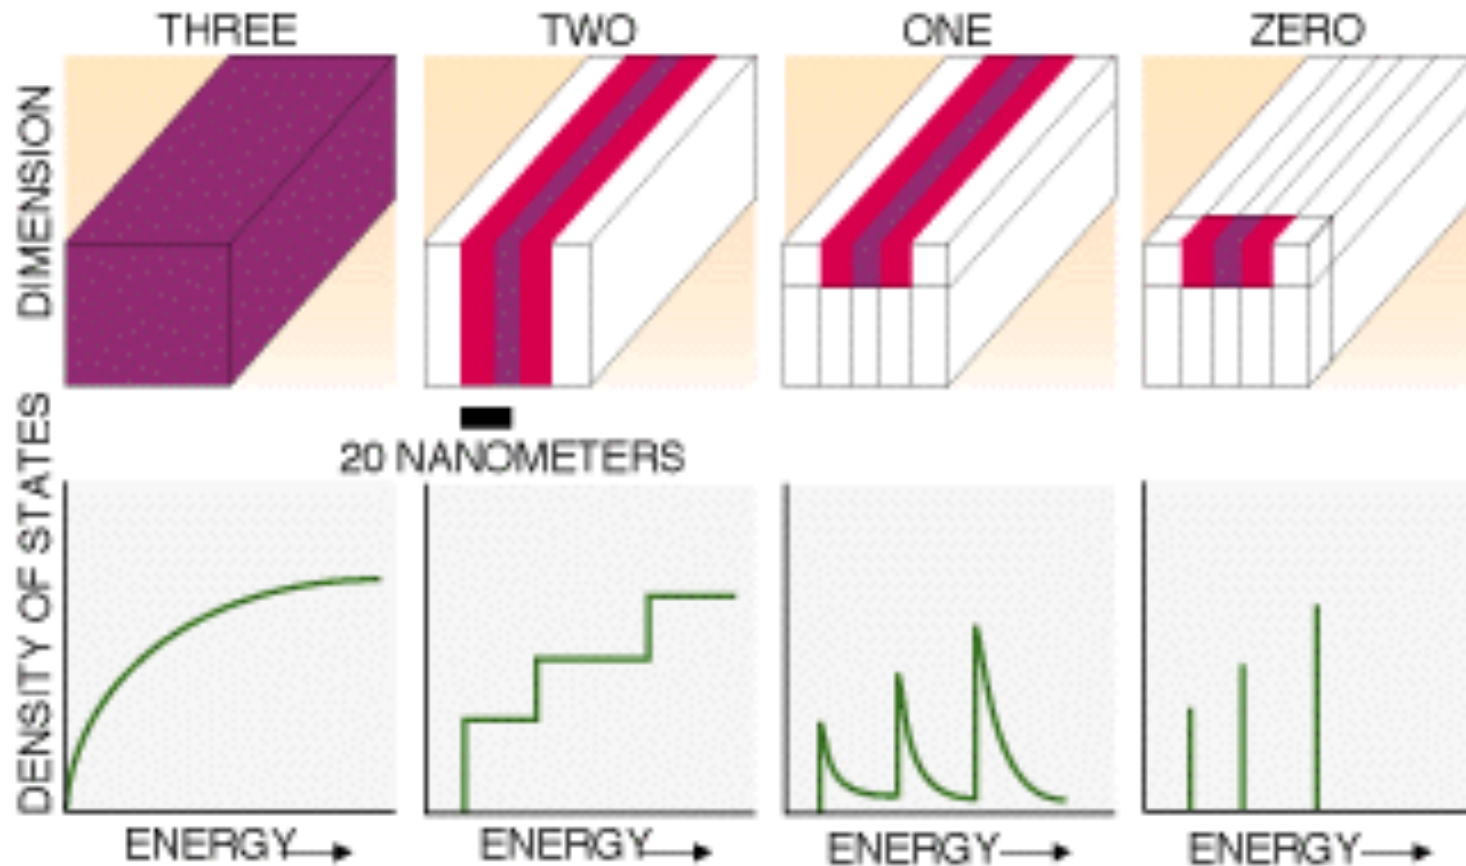 THREE
TWO
ONE
ZERO
DIMENSION
20 NANOMETERS
DENSITY OF STATES
ENERGY
ENERGY
ENERGY
ENERGY